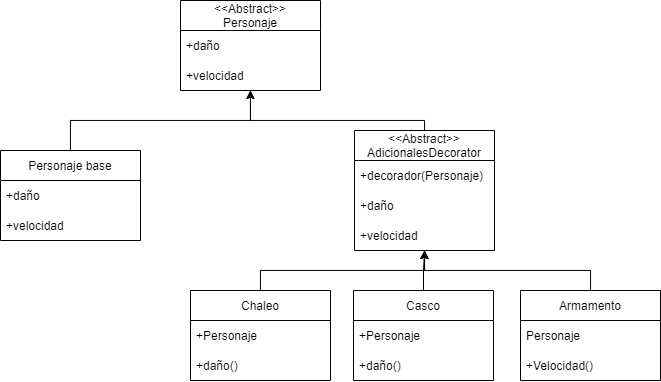 <<Abstract>>
Personaje
+daño
+velocidad
Personaje base
+daño
+velocidad
<<Abstract>>
AdicionalesDecorator
+decorador(Personaje)
+daño
+velocidad
Chaleo
+Personaje
+daño()
Casco
+Personaje
+daño()
Armamento
Personaje
+Velocidad()